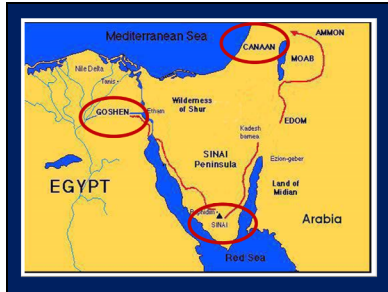 Mediterranean Sea
CANAAN
AMMON
MOAB
Nile Delta
Tanis
GOSHEN
Etham
Wilderness
of Shur
EDOM
Kadesh
barnea
SINAI
Peninsula
Ezion-geber
EGYPT
Land of
Midian
Rephidim
SINAI
Arabia
Red Sea